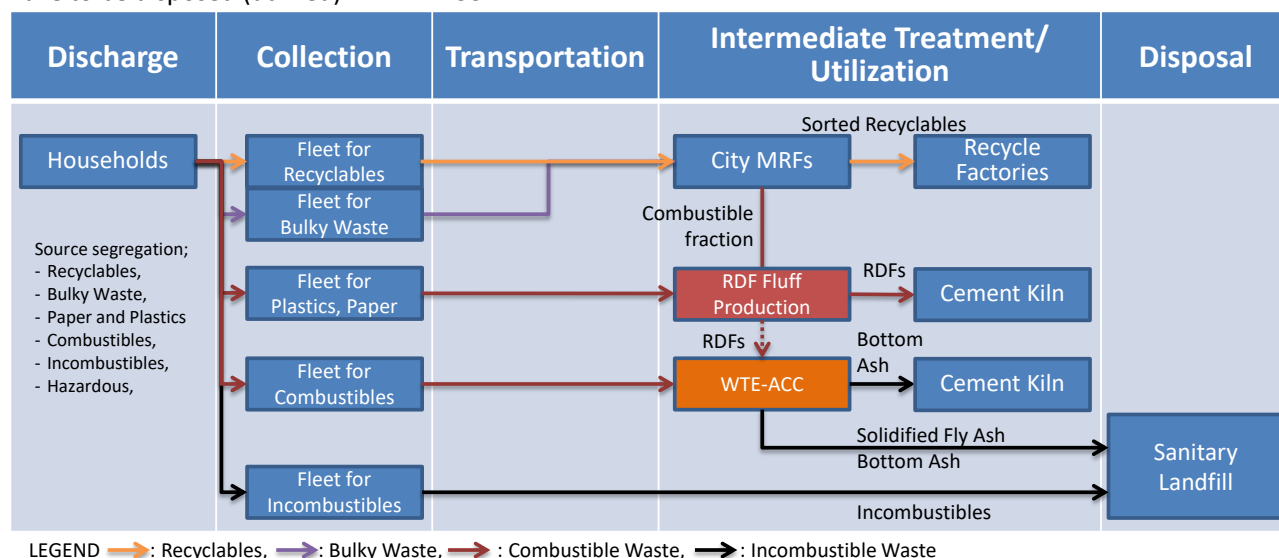 Discharge
Collection
Transportation
Intermediate Treatment/
Utilization
Disposal
Households
Source segregation;
- Recyclables,
- Bulky Waste,
- Paper and Plastics
- Combustibles,
- Incombustibles,
- Hazardous,
Fleet for
Recyclables
Fleet for
Bulky Waste
Fleet for
Plastics, Paper
Fleet for
Combustibles
Fleet for
Incombustibles
Sorted Recyclables
City MRFs
Recycle
Factories
Combustible
fraction
RDF Fluff
Production
RDFs
Cement Kiln
RDFs
Bottom
Ash
WTE-ACC
Cement Kiln
Solidified Fly Ash
Bottom Ash
Incombustibles
Sanitary
Landfill
LEGEND : Recyclables, : Bulky Waste, : Combustible Waste, : Incombustible Waste